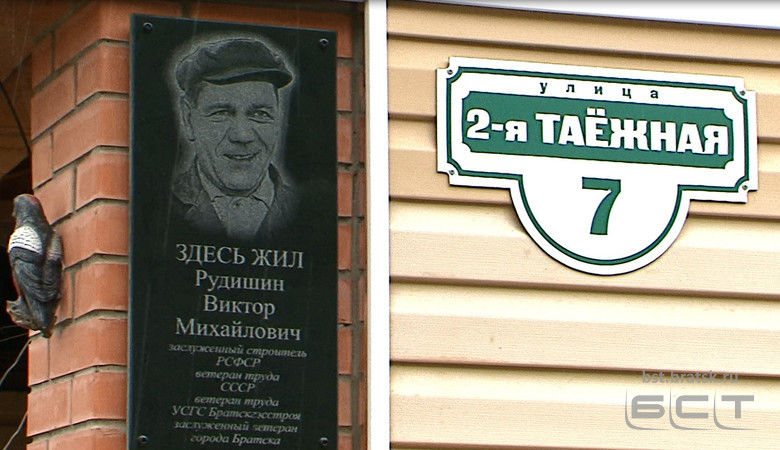 ЗДЕСЬ ЖИЛ
Рудишин
Виктор
Михайлович
заслуженный строитель
РСФСР
ветеран труда
СССР
ветеран труда
УСГС Братскгэсстроя
заслуженный ветеран
города Братска
улица
2-я ТАЁЖНАЯ
7
bst.bratsk.ru
БСТ